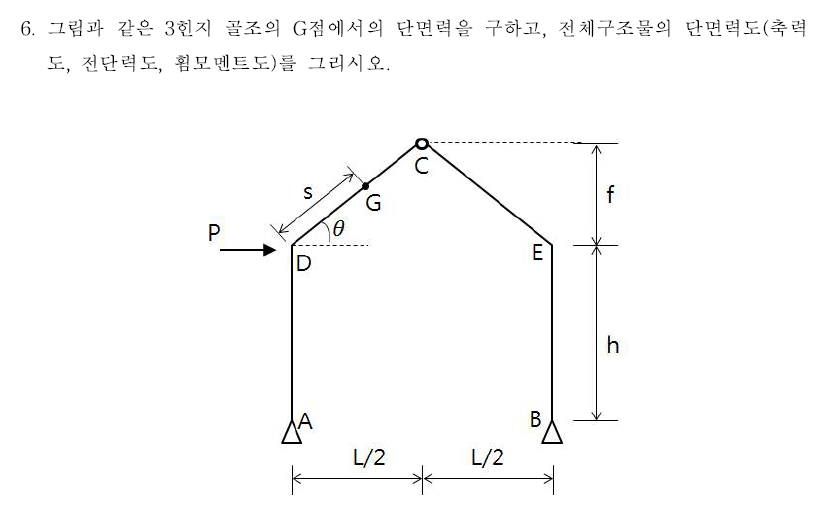 6. 그림과 같은 3힌지 골조의 G점에서의 단면력을 구하고, 전체구조물의 단면력도(축력
도, 전단력도, 휨모멘트도)를 그리시오.
C
s
G
f
P
θ
D
E
h
A
B
L/2
L/2